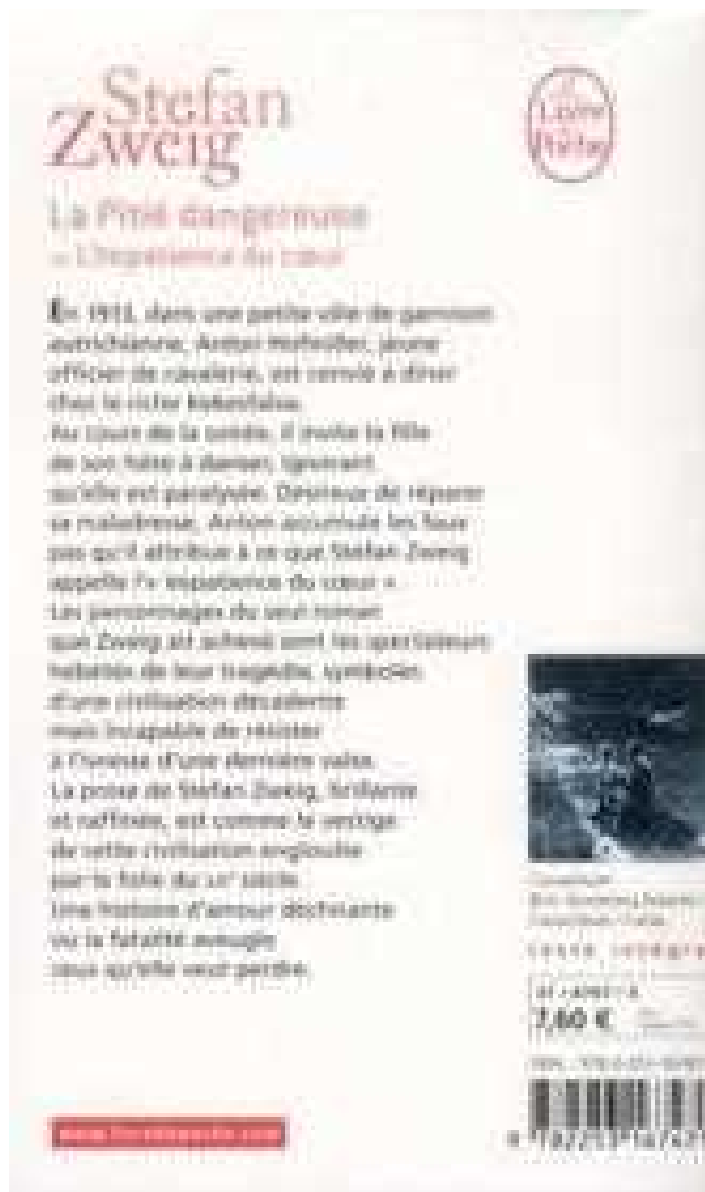 Stefan
Zweig
Le
Livre
de
Poche
La Pitié dangereuse
ou L'Impatience du cœur
En 1913, dans une petite ville de garnison
autrichienne, Anton Hofmiller, jeune
officier de cavalerie, est convié à dîner
chez le riche Kekesfalva.
Au cours de la soirée, il invite la fille
de son hôte à danser, ignorant
qu'elle est paralysée. Désireux de réparer
sa maladresse, Anton accumule les faux
pas qu'il attribue à ce que Stefan Zweig
appelle l'« impatience du cœur ».
Les personnages du seul roman
que Zweig ait achevé sont les spectateurs
hébétés de leur tragédie, symboles
d'une civilisation décadente
mais incapable de résister
à l'ivresse d'une dernière valse.
La prose de Stefan Zweig, brillante
et raffinée, est comme le vestige
de cette civilisation engloutie
par la folie du XXe siècle.
Une histoire d'amour déchirante
où la fatalité aveugle
ceux qu'elle veut perdre.
7,60 €